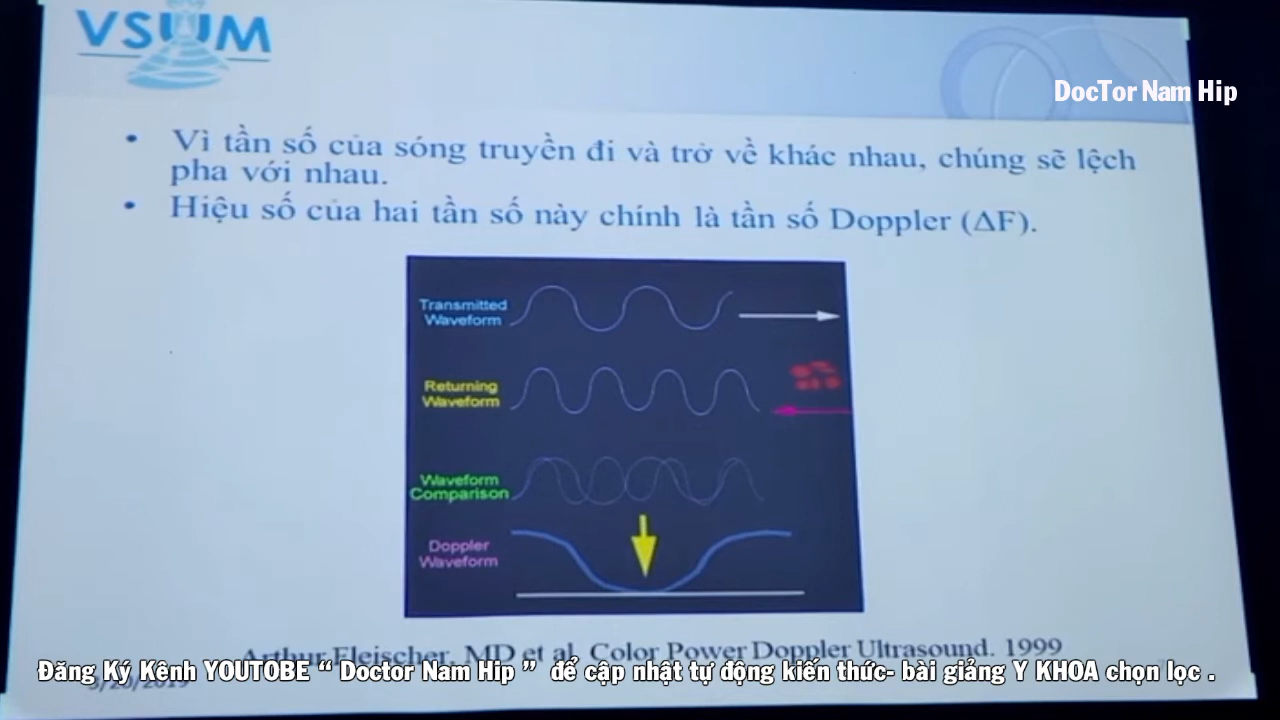 VSUM
DocTor Nam Hip
• Vì tần số của sóng truyền đi và trở về khác nhau, chúng sẽ lệch
pha với nhau.
• Hiệu số của hai tần số này chính là tần số Doppler (ΔF).
Transmitted
Waveform
Returning
Waveform
Waveform
Comparison
Doppler
Waveform
Arthur Fleischer, MD et al. Color Power Doppler Ultrasound. 1999
Đăng Ký Kênh YOUTOBE “ Doctor Nam Hip ” để cập nhật tự động kiến thức- bài giảng Y KHOA chọn lọc .